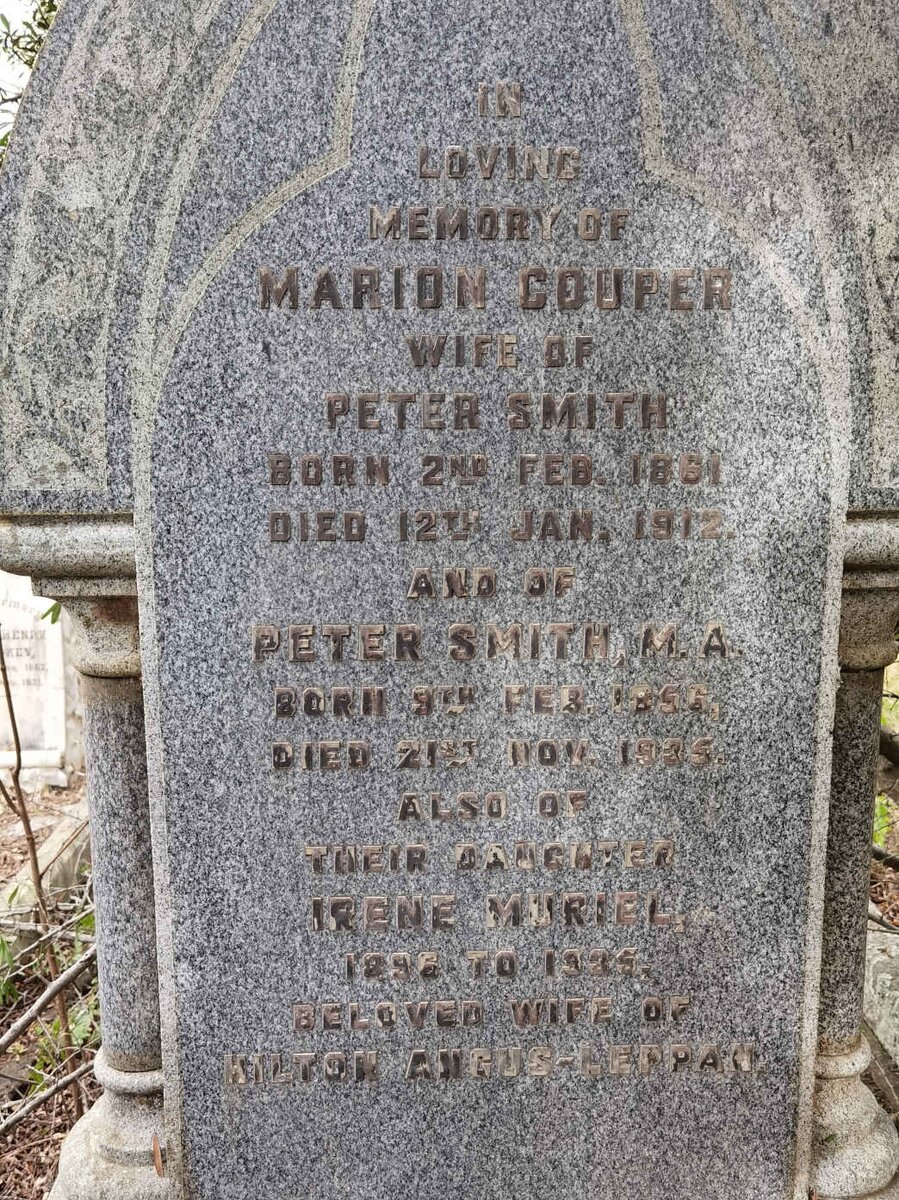 IN
LOVING
MEMORY OF
MARION COUPER
WIFE OF
PETER SMITH
BORN 2ND FEB. 1861
DIED 12TH JAN. 1912.
AND OF
PETER SMITH, M.A.
BORN 9TH FEB. 1856,
DIED 21ST NOV. 1935.
ALSO OF
THEIR DAUGHTER
IRENE MURIEL,
1896 TO 1935,
BELOVED WIFE OF
HILTON ANGUS-LEPPAN.